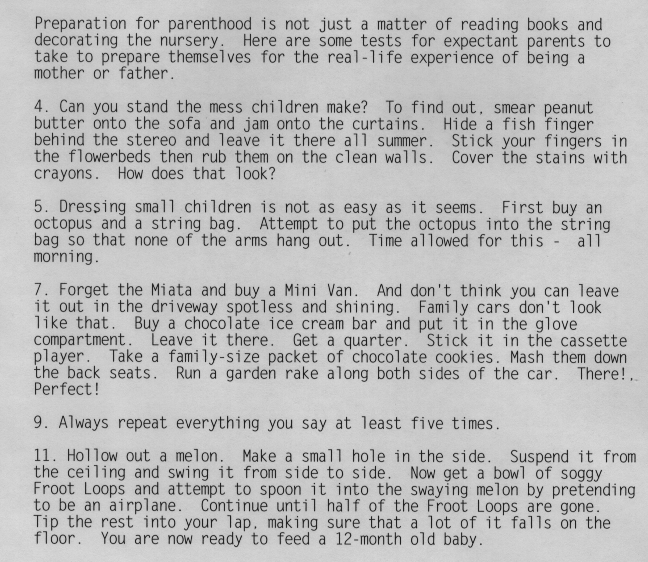 Preparation for parenthood is not just a matter of reading books and
decorating the nursery.  Here are some tests for expectant parents to
take to prepare themselves for the real-life experience of being a
mother or father.
4. Can you stand the mess children make?  To find out, smear peanut
butter onto the sofa and jam onto the curtains.  Hide a fish finger
behind the stereo and leave it there all summer.  Stick your fingers in
the flowerbeds then rub them on the clean walls.  Cover the stains with
crayons.  How does that look?
5. Dressing small children is not as easy as it seems.  First buy an
octopus and a string bag.  Attempt to put the octopus into the string
bag so that none of the arms hang out.  Time allowed for this -  all
morning.
7. Forget the Miata and buy a Mini Van.  And don't think you can leave
it out in the driveway spotless and shining.  Family cars don't look
like that.  Buy a chocolate ice cream bar and put it in the glove
compartment.  Leave it there.  Get a quarter.  Stick it in the cassette
player.  Take a family-size packet of chocolate cookies. Mash them down
the back seats.  Run a garden rake along both sides of the car.  There!.
Perfect!
9. Always repeat everything you say at least five times.
11. Hollow out a melon.  Make a small hole in the side.  Suspend it from
the ceiling and swing it from side to side.  Now get a bowl of soggy
Froot Loops and attempt to spoon it into the swaying melon by pretending
to be an airplane.  Continue until half of the Froot Loops are gone.
Tip the rest into your lap, making sure that a lot of it falls on the
floor.  You are now ready to feed a 12-month old baby.